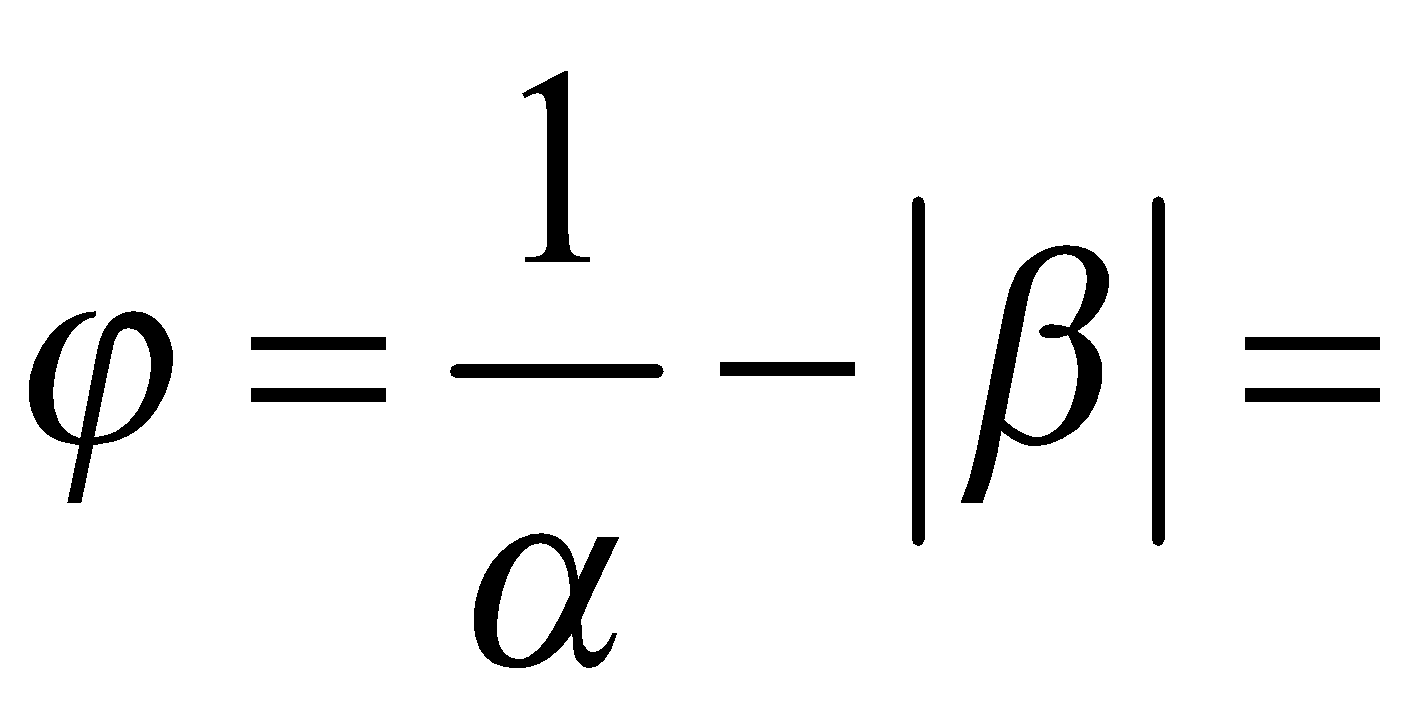 φ = 1/α − |β| =